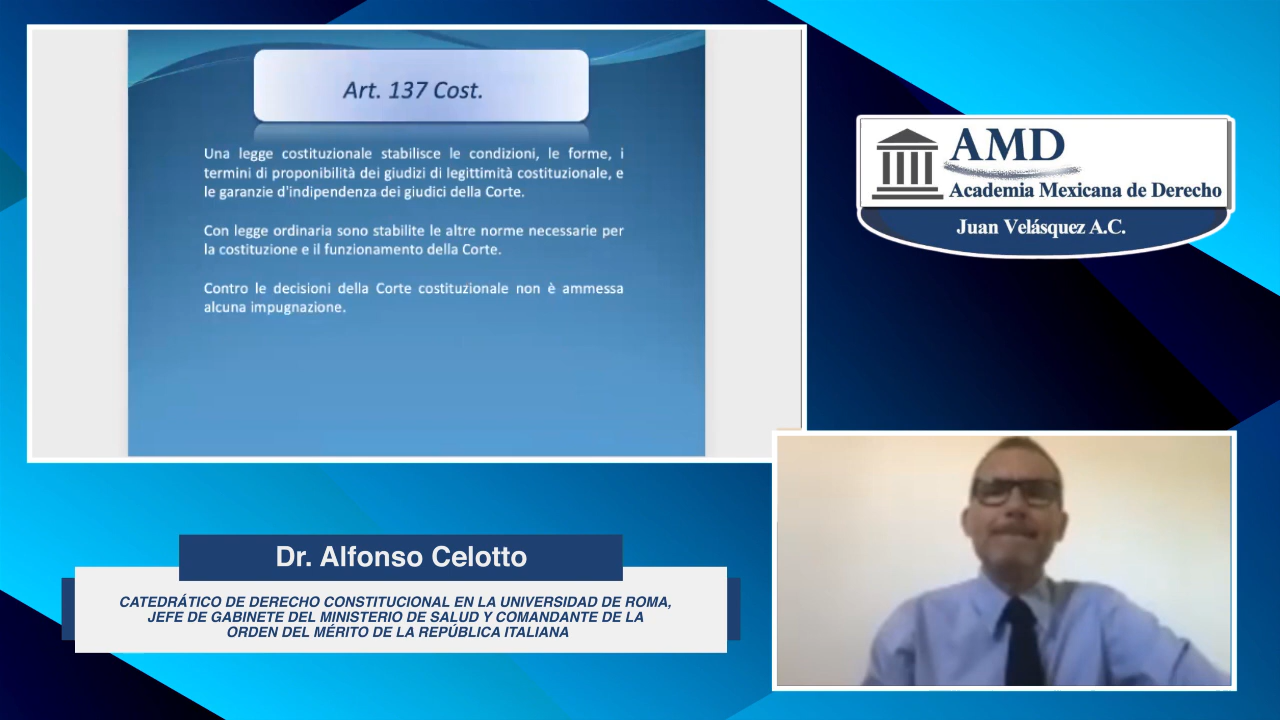 Art. 137 Cost.
Una legge costituzionale stabilisce le condizioni, le forme, i
termini di proponibilità dei giudizi di legittimità costituzionale, e
le garanzie d'indipendenza dei giudici della Corte.
Con legge ordinaria sono stabilite le altre norme necessarie per
la costituzione e il funzionamento della Corte.
Contro le decisioni della Corte costituzionale non è ammessa
alcuna impugnazione.
AMD
Academia Mexicana de Derecho
Juan Velásquez A.C.
Dr. Alfonso Celotto
CATEDRÁTICO DE DERECHO CONSTITUCIONAL EN LA UNIVERSIDAD DE ROMA,
JEFE DE GABINETE DEL MINISTERIO DE SALUD Y COMANDANTE DE LA
ORDEN DEL MÉRITO DE LA REPÚBLICA ITALIANA